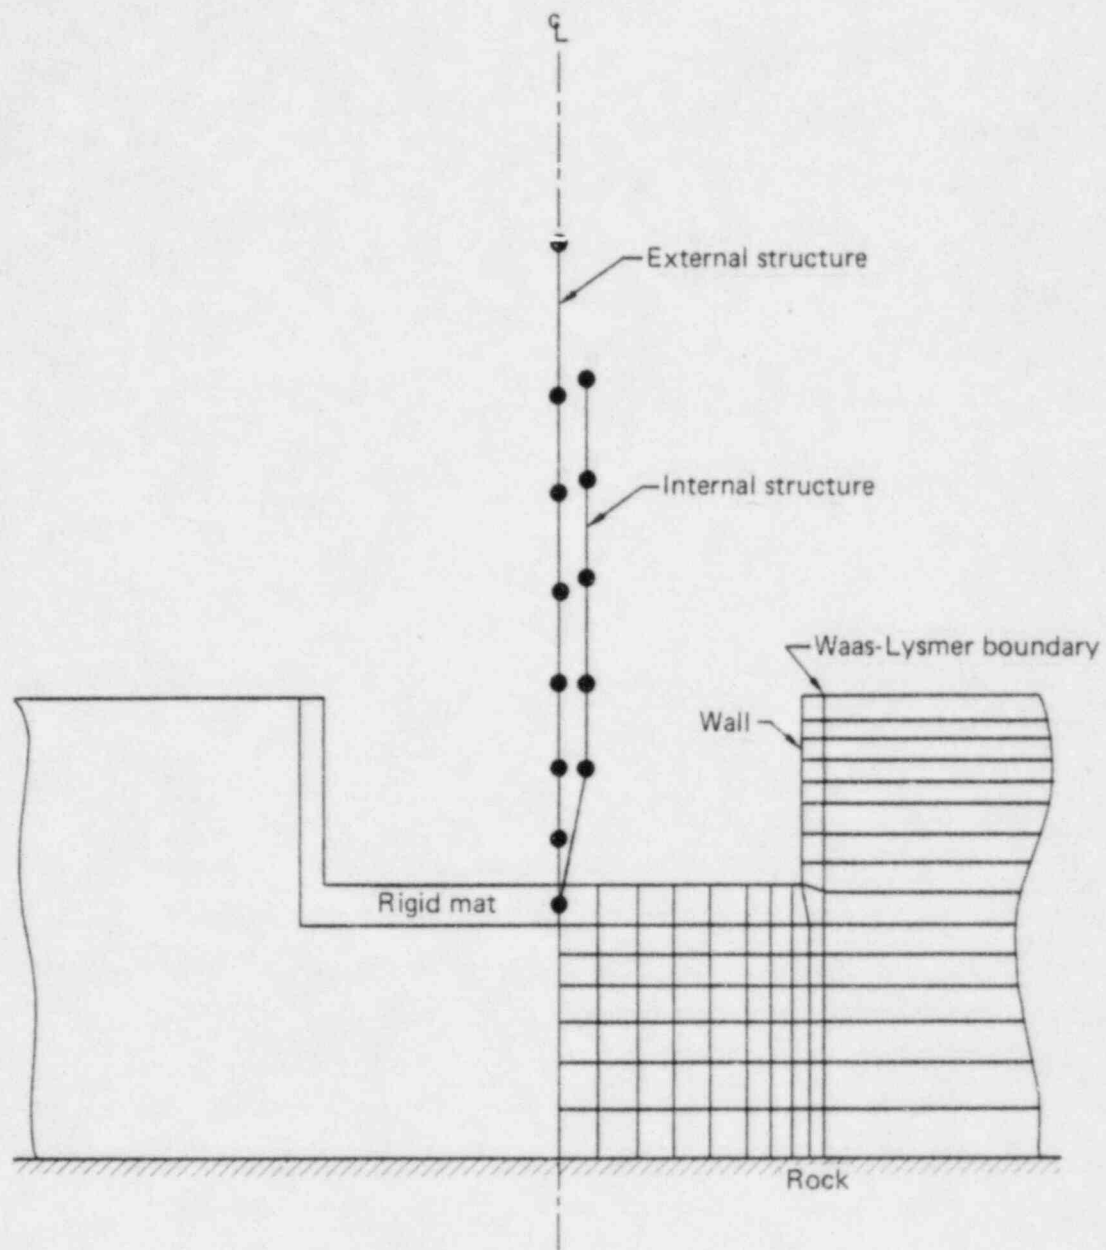 ℄
External structure
Internal structure
Waas-Lysmer boundary
Wall
Rigid mat
Rock